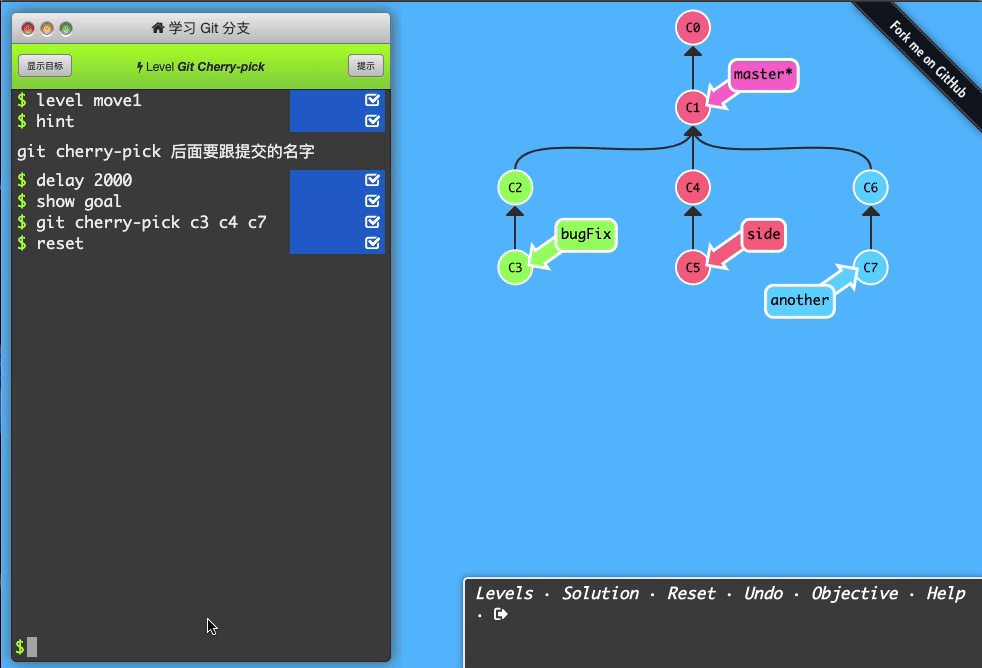 学习 Git 分支
显示目标
Level Git Cherry-pick
提示
$ level move1
$ hint
git cherry-pick 后面要跟提交的名字
$ delay 2000
$ show goal
$ git cherry-pick c3 c4 c7
$ reset
$
C0
master*
C1
C2
C4
C6
bugFix
side
C3
C5
C7
another
Fork me on GitHub
Levels · Solution · Reset · Undo · Objective · Help
·